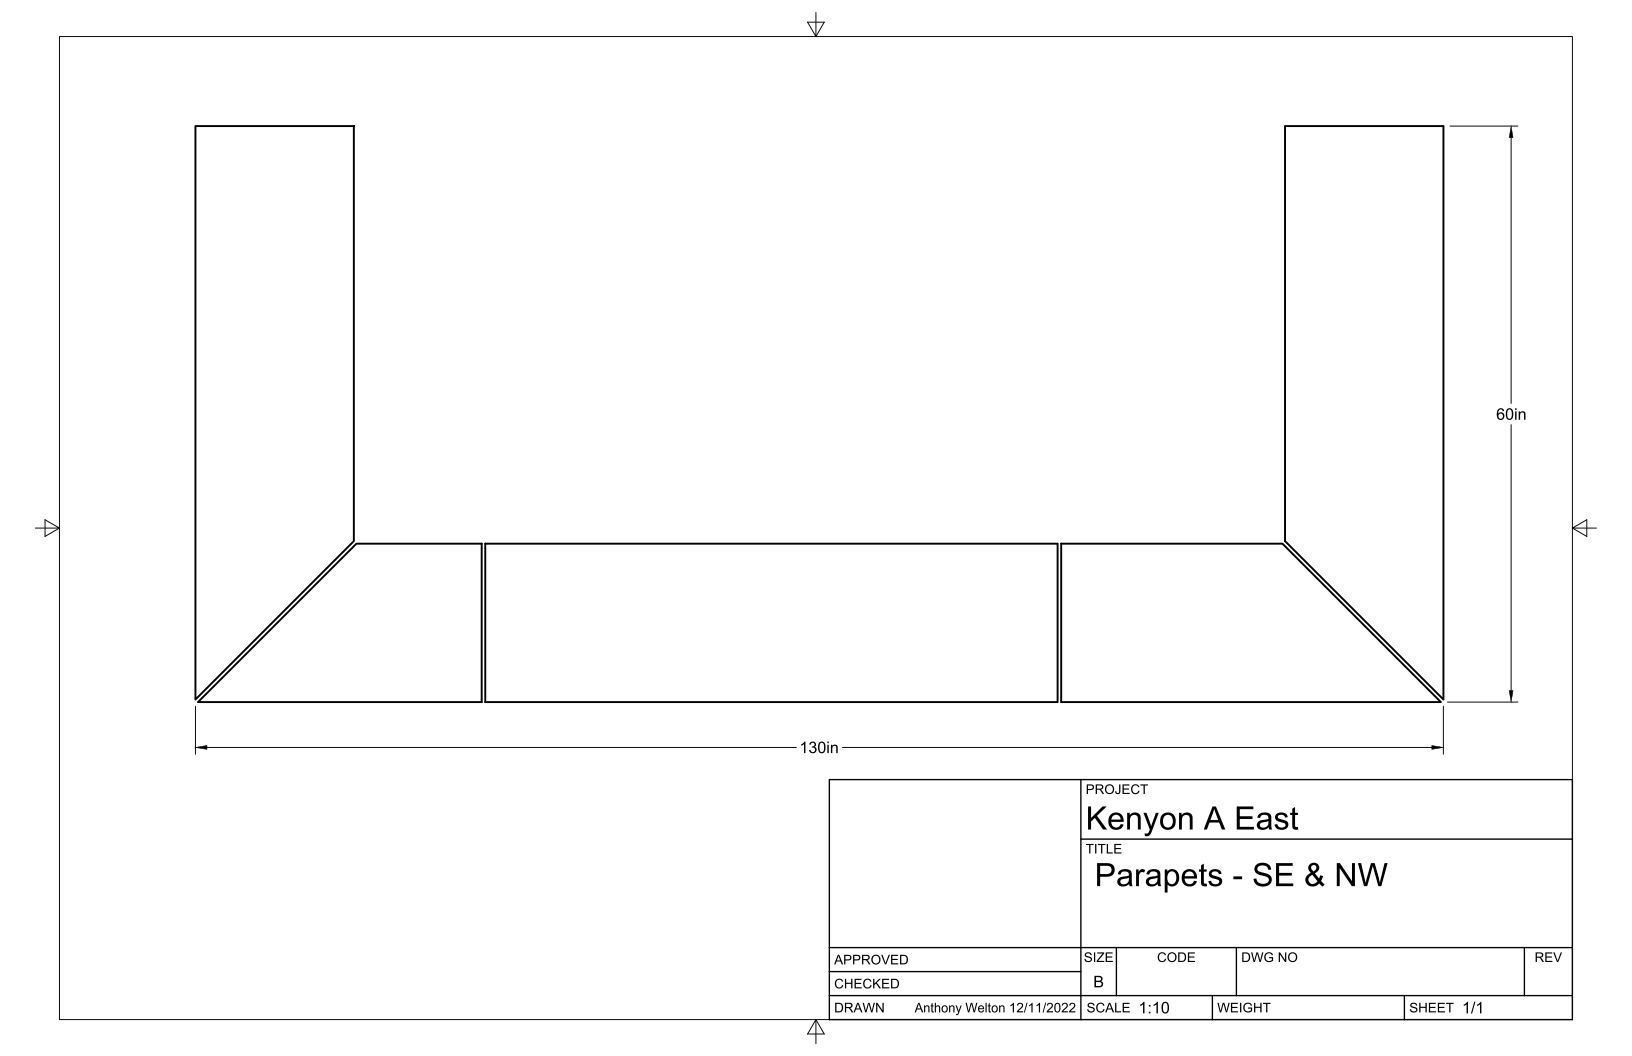 60in
130in
PROJECT
Kenyon A East
TITLE
Parapets - SE & NW
APPROVED
SIZE
CODE
DWG NO
REV
B
CHECKED
DRAWN Anthony Welton 12/11/2022
SCALE 1:10
WEIGHT
SHEET 1/1